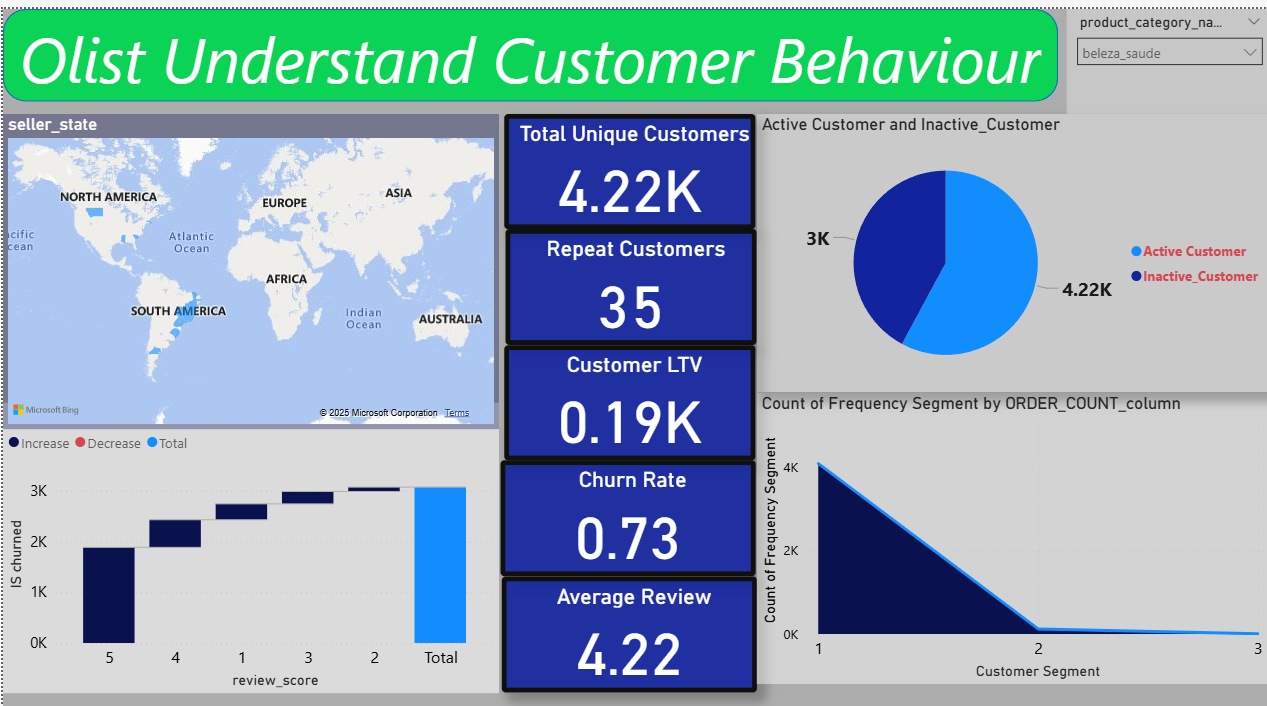 Olist Understand Customer Behaviour
product_category_na...
beleza_saude
seller_state
NORTH AMERICA
EUROPE
ASIA
Atlantic
Ocean
AFRICA
SOUTH AMERICA
Indian
Ocean
AUSTRALIA
Microsoft Bing
© 2025 Microsoft Corporation Terms
Increase Decrease Total
IS churned
3K
2K
1K
0K
5 4 1 3 2 Total
review_score
Total Unique Customers
4.22K
Repeat Customers
35
Customer LTV
0.19K
Churn Rate
0.73
Average Review
4.22
Active Customer and Inactive_Customer
3K
4.22K
Active Customer
Inactive_Customer
Count of Frequency Segment by ORDER_COUNT_column
Count of Frequency Segment
4K
2K
0K
1 2 3
Customer Segment